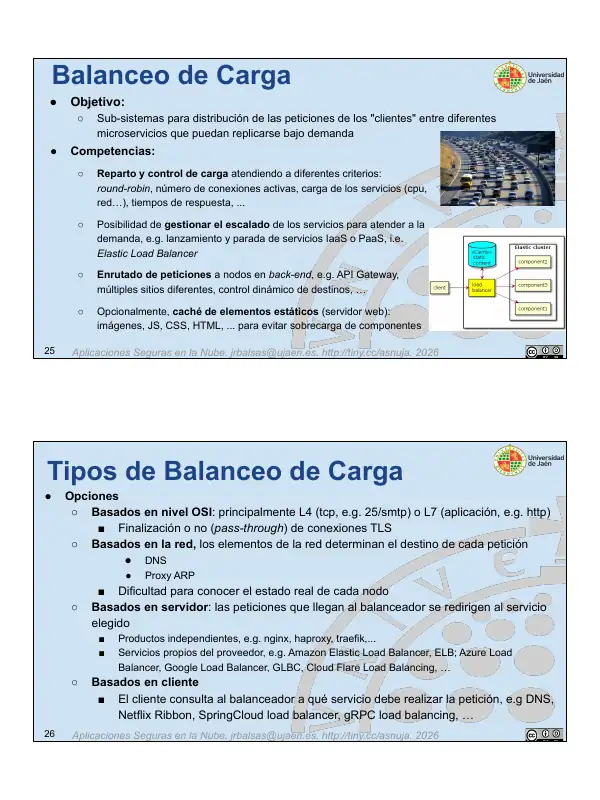 Balanceo de Carga
Universidad
de Jaén
● Objetivo:
○ Sub-sistemas para distribución de las peticiones de los "clientes" entre diferentes
microservicios que puedan replicarse bajo demanda
● Competencias:
○ Reparto y control de carga atendiendo a diferentes criterios:
round-robin, número de conexiones activas, carga de los servicios (cpu,
red…), tiempos de respuesta, ...
○ Posibilidad de gestionar el escalado de los servicios para atender a la
demanda, e.g. lanzamiento y parada de servicios IaaS o PaaS, i.e.
Elastic Load Balancer
○ Enrutado de peticiones a nodos en back-end, e.g. API Gateway,
múltiples sitios diferentes, control dinámico de destinos, …
○ Opcionalmente, caché de elementos estáticos (servidor web):
imágenes, JS, CSS, HTML, ... para evitar sobrecarga de componentes
Elastic cluster
static
content
component2
client
load
balancer
component3
component1
25 Aplicaciones Seguras en la Nube. jrbalsas@ujaen.es. http://tiny.cc/asnuja. 2026
Tipos de Balanceo de Carga
Universidad
de Jaén
● Opciones
○ Basados en nivel OSI: principalmente L4 (tcp, e.g. 25/smtp) o L7 (aplicación, e.g. http)
■ Finalización o no (pass-through) de conexiones TLS
○ Basados en la red, los elementos de la red determinan el destino de cada petición
● DNS
● Proxy ARP
■ Dificultad para conocer el estado real de cada nodo
○ Basados en servidor: las peticiones que llegan al balanceador se redirigen al servicio
elegido
■ Productos independientes, e.g. nginx, haproxy, traefik,...
■ Servicios propios del proveedor, e.g. Amazon Elastic Load Balancer, ELB; Azure Load
Balancer, Google Load Balancer, GLBC, Cloud Flare Load Balancing, …
○ Basados en cliente
■ El cliente consulta al balanceador a qué servicio debe realizar la petición, e.g DNS,
Netflix Ribbon, SpringCloud load balancer, gRPC load balancing, …
26 Aplicaciones Seguras en la Nube. jrbalsas@ujaen.es. http://tiny.cc/asnuja. 2026